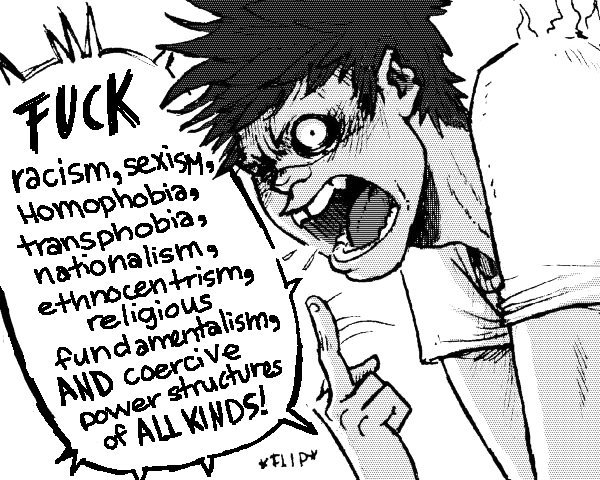 FUCK
racism, sexism,
Homophobia,
transphobia,
nationalism,
ethnocentrism,
religious
fundamentalism,
AND coercive
power structures
of ALL KINDS!
*FLIP*